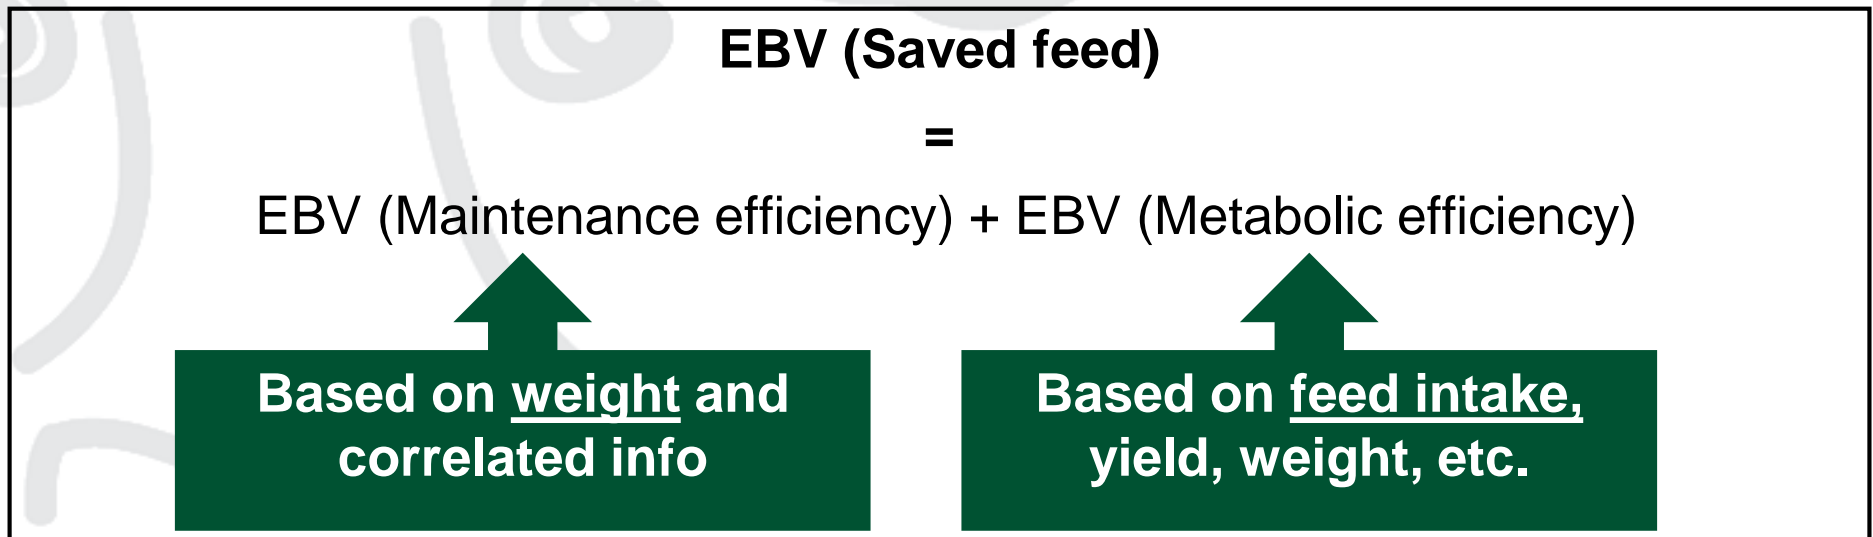 EBV (Saved feed)
=
EBV (Maintenance efficiency) + EBV (Metabolic efficiency)
Based on weight and
correlated info
Based on feed intake,
yield, weight, etc.